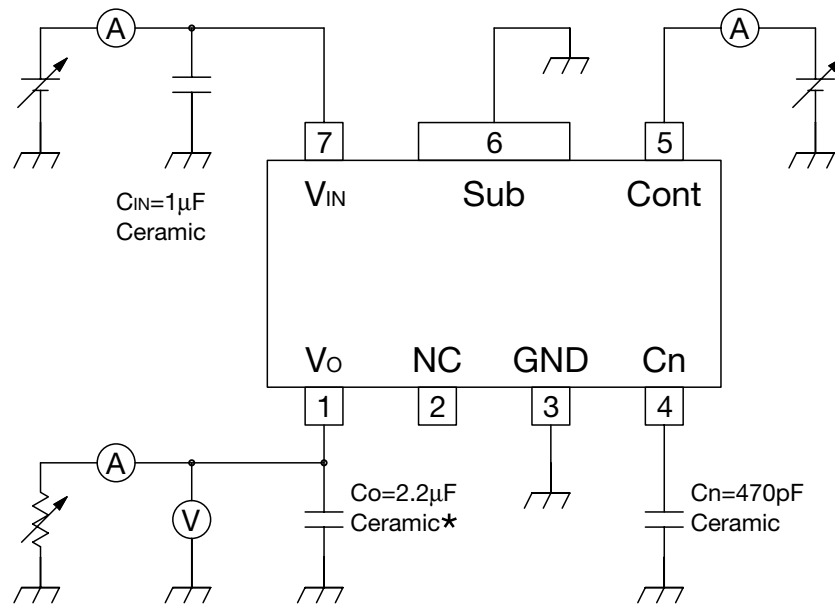 A
A
7
6
5
VIN
Sub
Cont
CIN=1μF
Ceramic
VO
NC
GND
Cn
1
2
3
4
A
V
Co=2.2μF
Ceramic★
Cn=470pF
Ceramic